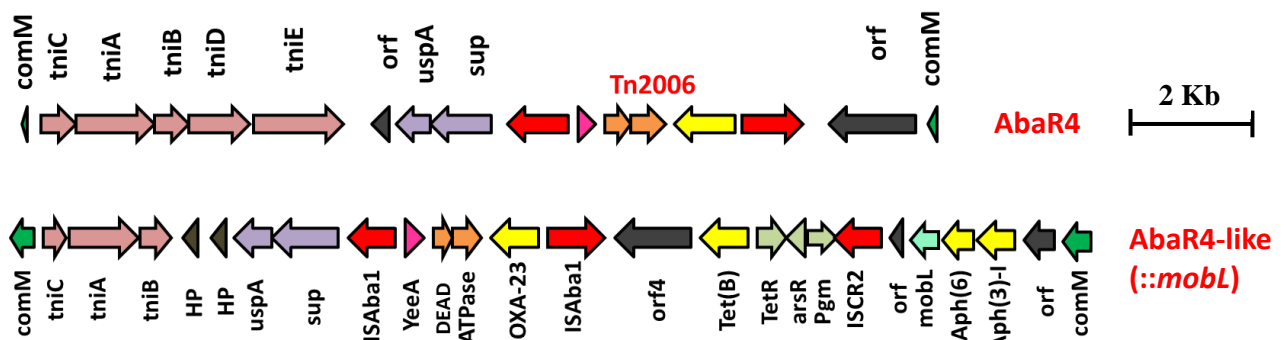 comM tniC tniA tniB tniD tniE orf uspA sup orf comM
Tn2006
2 Kb
AbaR4
AbaR4-like
(::mobL)
comM tniC tniA tniB HP HP uspA sup ISAba1 YeeA DEAD ATPase OXA-23 ISAba1 orf4 Tet(B) TetR arsR Pgm ISCR2 orf mobL Aph(6) Aph(3)-I orf comM